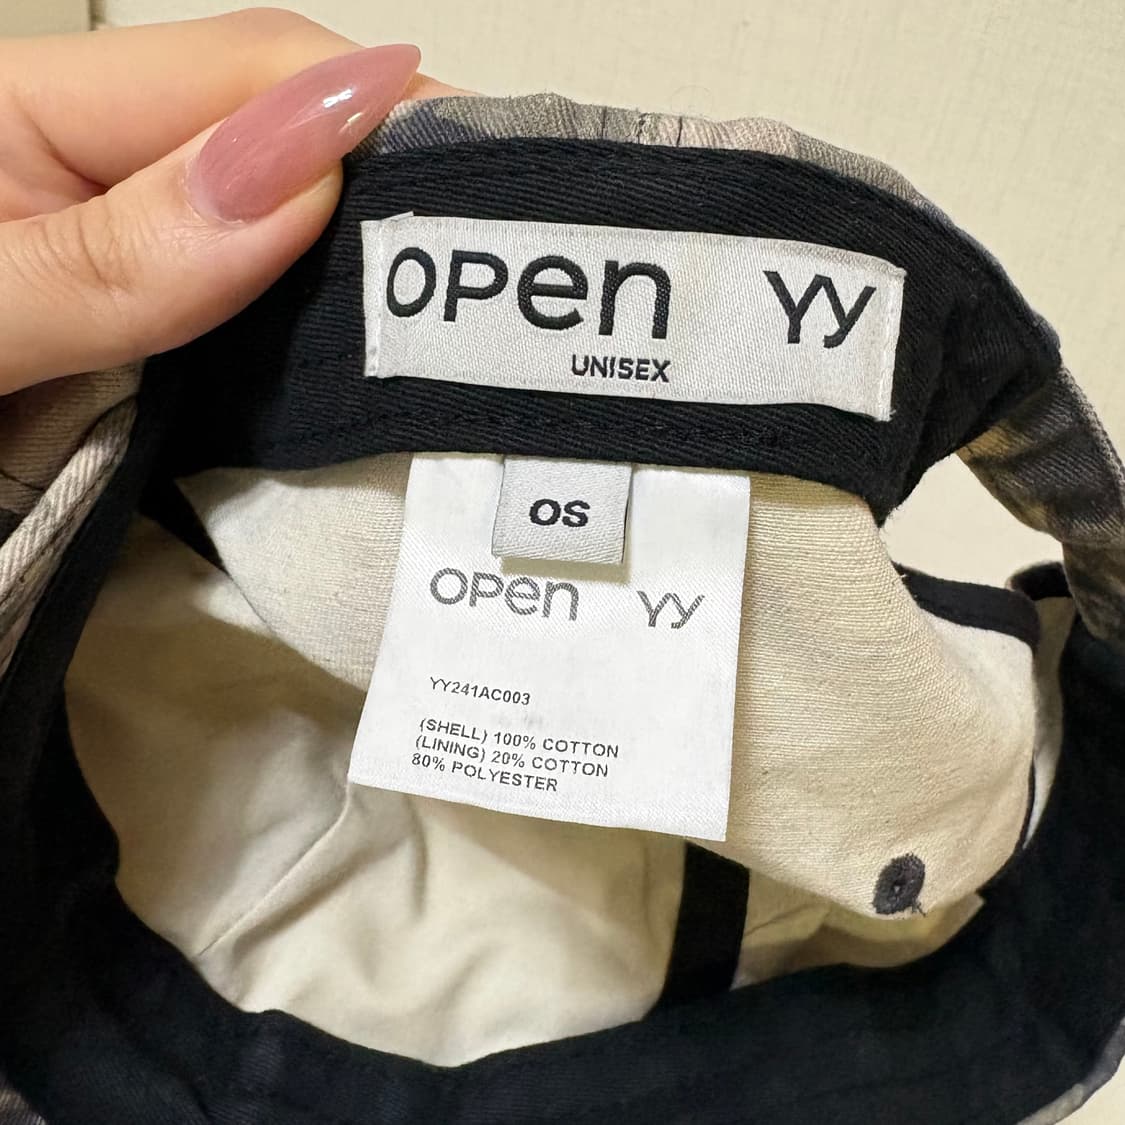 open YY
UNISEX
OS
open YY
YY241AC003
(SHELL) 100% COTTON
(LINING) 20% COTTON
80% POLYESTER